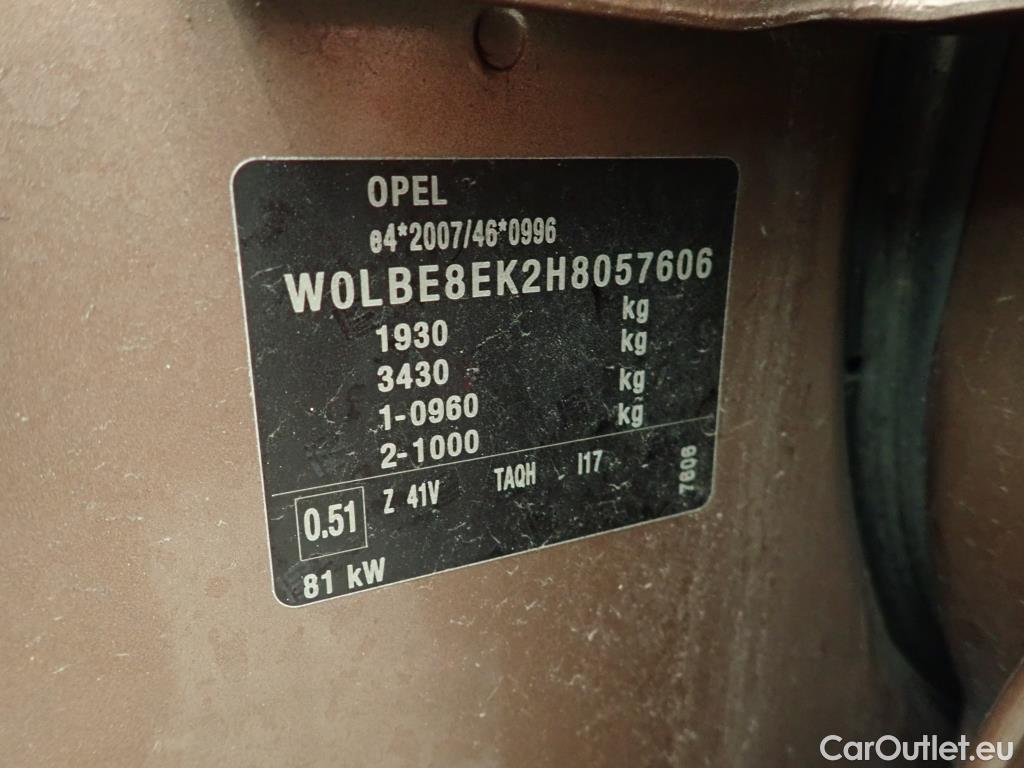 OPEL
e4*2007/46*0996
W0LBE8EK2H8057606
1930 kg
3430 kg
1-0960 kg
2-1000 kg
Z 41V TAQH I17 7606
0.51
81 kW
CarOutlet.eu